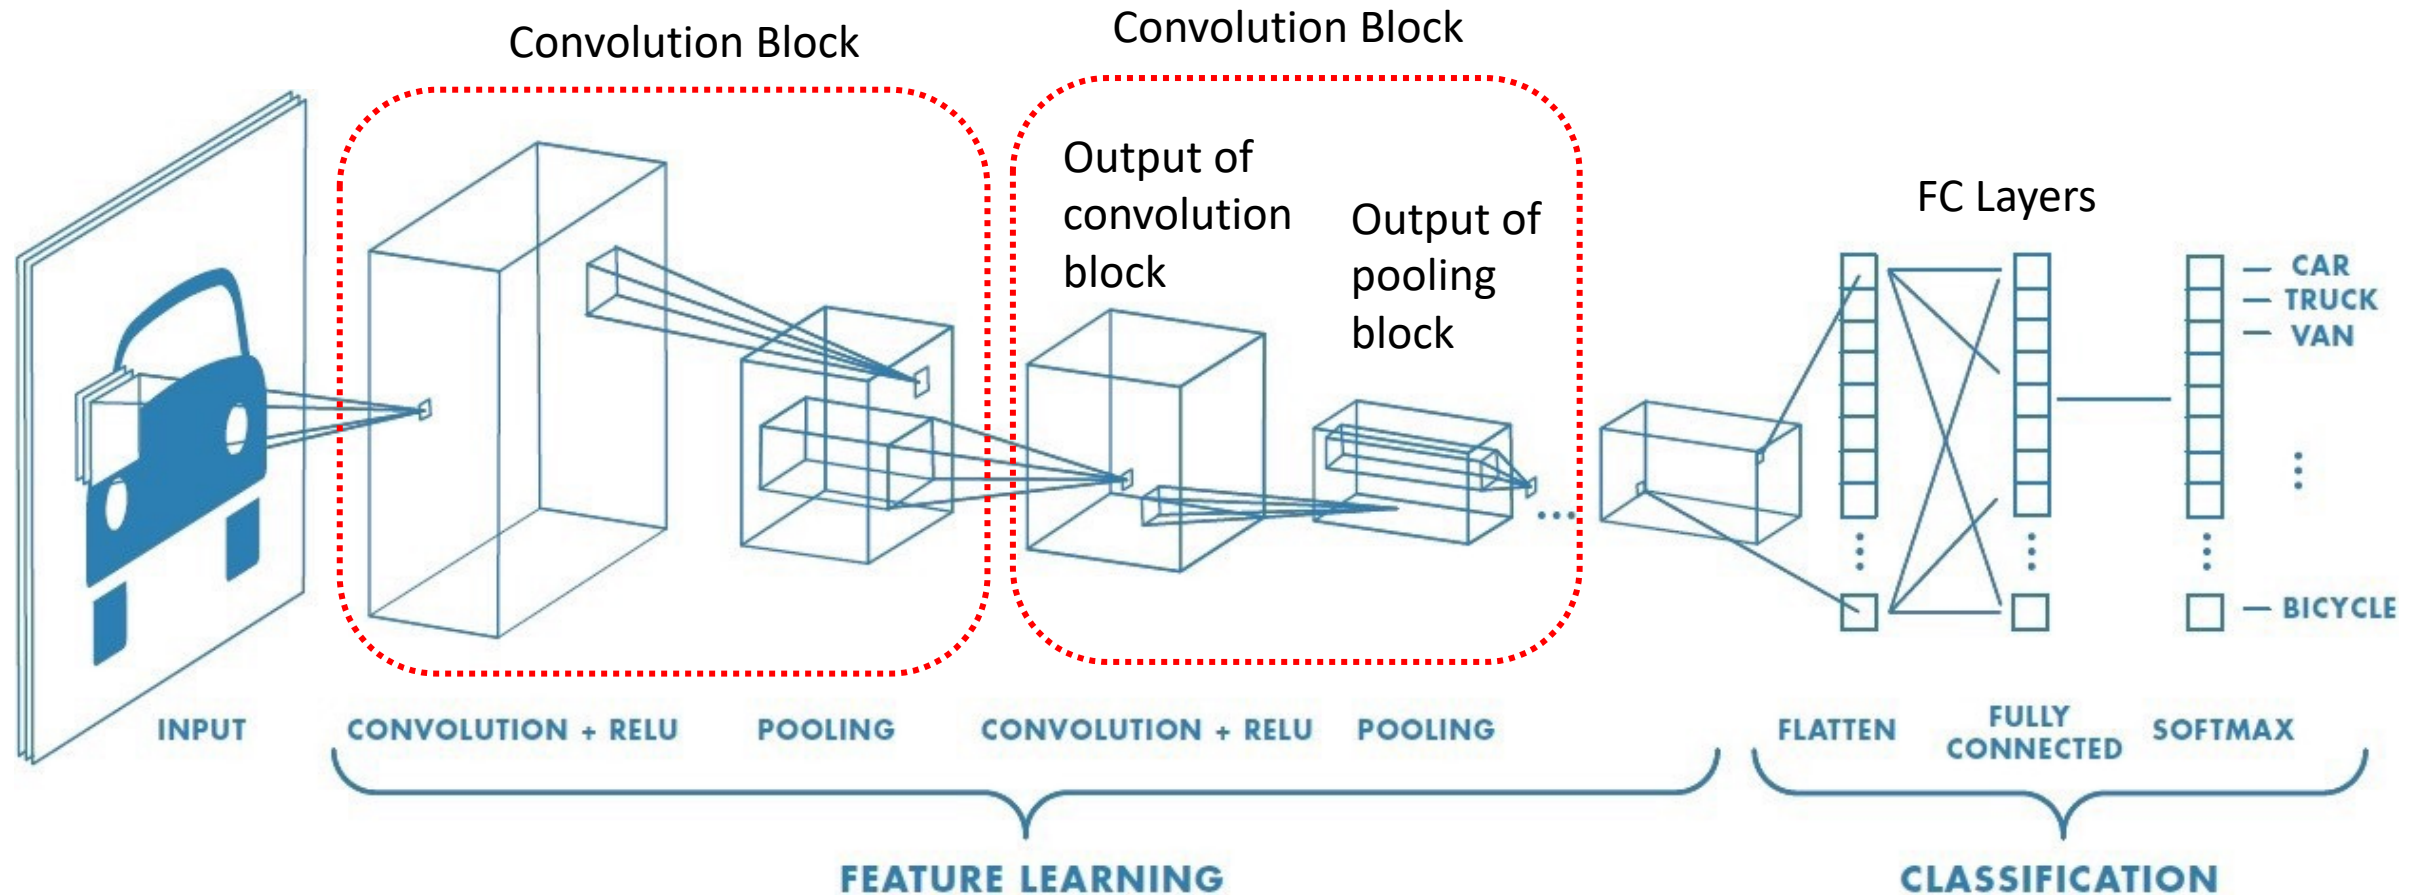 Convolution Block
Convolution Block
Output of
convolution
block
Output of
pooling
block
FC Layers
CAR
TRUCK
VAN
BICYCLE
INPUT
CONVOLUTION + RELU
POOLING
CONVOLUTION + RELU
POOLING
FLATTEN
FULLY
CONNECTED
SOFTMAX
FEATURE LEARNING
CLASSIFICATION